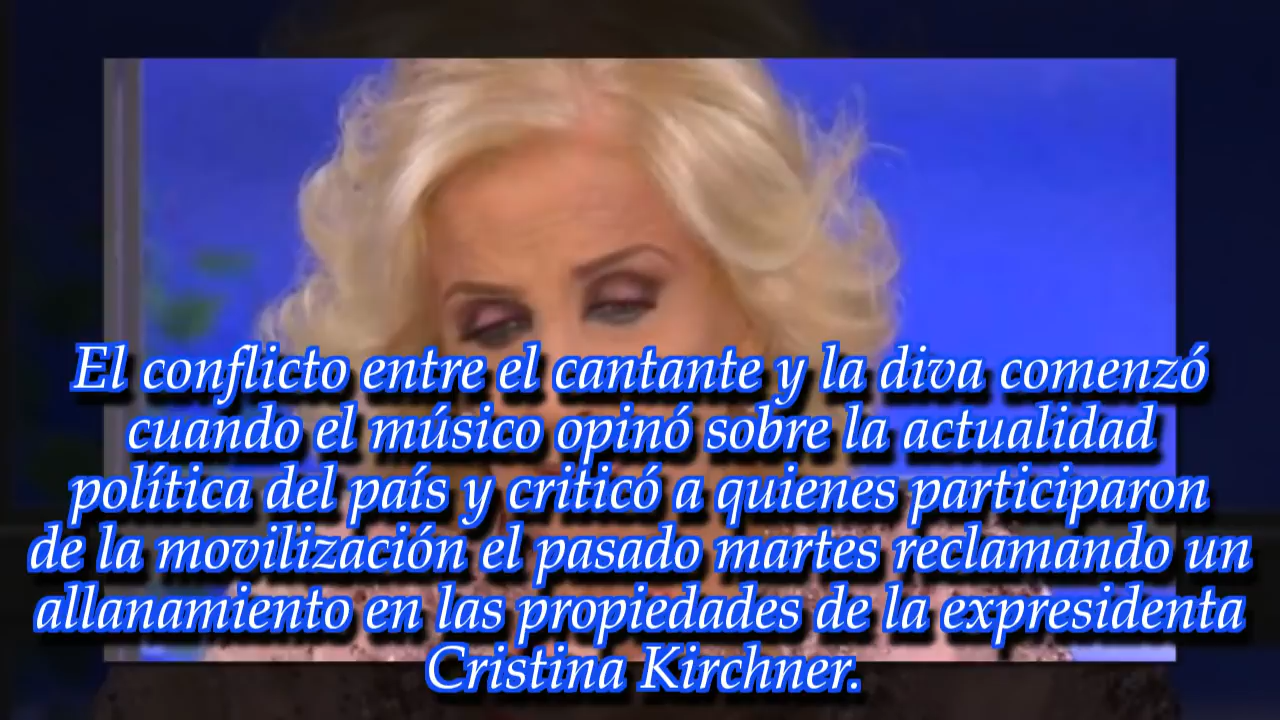 El conflicto entre el cantante y la diva comenzó
cuando el músico opinó sobre la actualidad
política del país y criticó a quienes participaron
de la movilización el pasado martes reclamando un
allanamiento en las propiedades de la expresidenta
Cristina Kirchner.